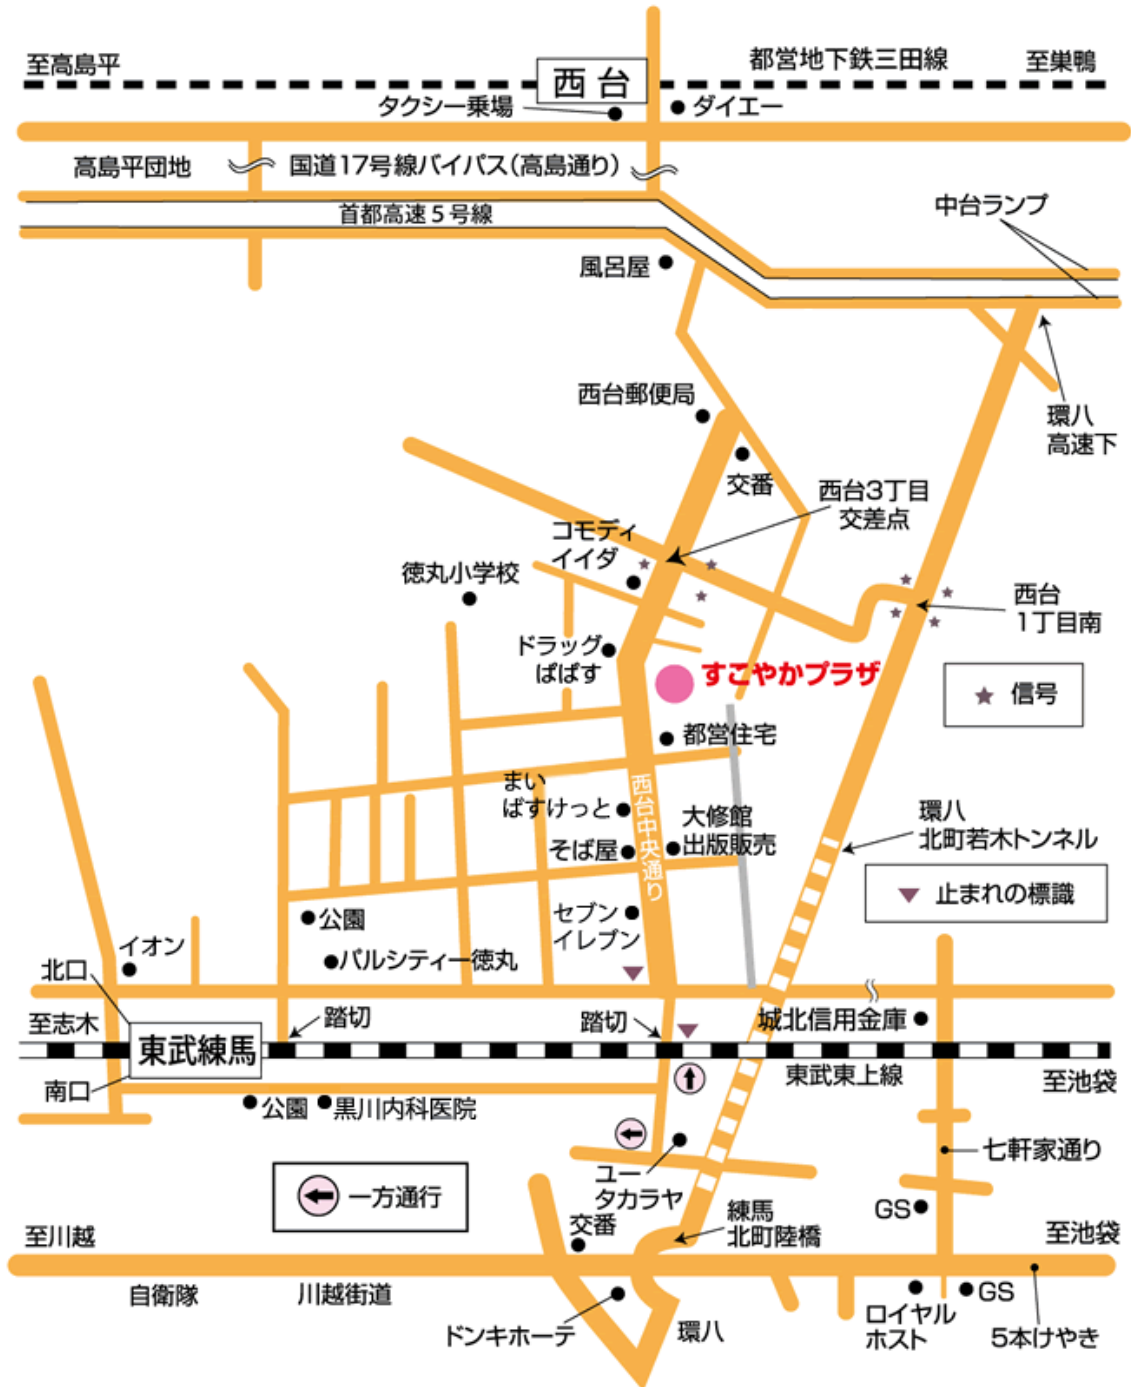 至高島平
西台
都営地下鉄三田線
至巣鴨
タクシー乗場
ダイエー
高島平団地
国道17号線バイパス(高島通り)
首都高速5号線
中台ランプ
風呂屋
西台郵便局
環八
高速下
交番
西台3丁目
交差点
コモディ
イイダ
徳丸小学校
西台
1丁目南
ドラッグ
ぱぱす
すこやかプラザ
信号
都営住宅
まい
ばすけっと
西台中央通り
大修館
出版販売
環八
北町若木トンネル
そば屋
止まれの標識
公園
セブン
イレブン
イオン
パルシティー徳丸
北口
至志木
踏切
踏切
城北信用金庫
東武練馬
東武東上線
至池袋
南口
公園
黒川内科医院
七軒家通り
ユー
タカラヤ
一方通行
GS
練馬
北町陸橋
交番
至川越
至池袋
自衛隊
川越街道
GS
ロイヤル
ホスト
5本けやき
ドンキホーテ
環八